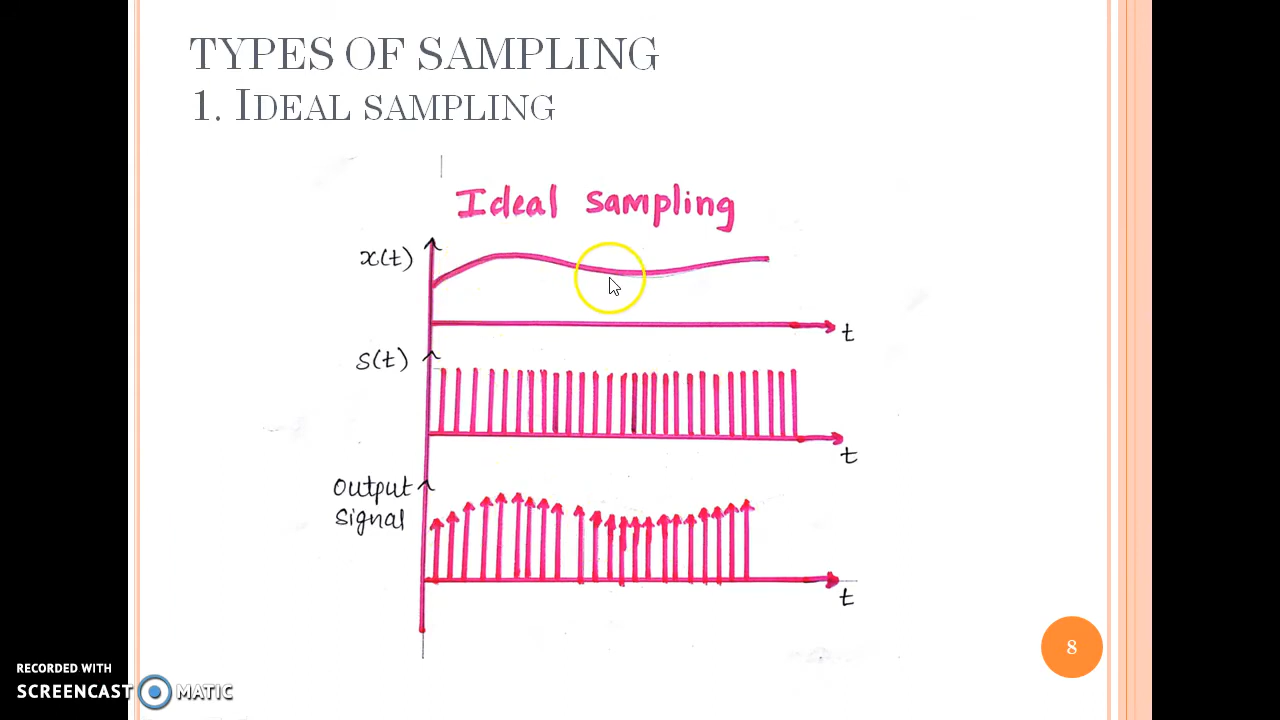 TYPES OF SAMPLING
1. IDEAL SAMPLING
Ideal sampling
x(t)
t
s(t)
t
output
signal
t
8
RECORDED WITH
SCREENCAST MATIC